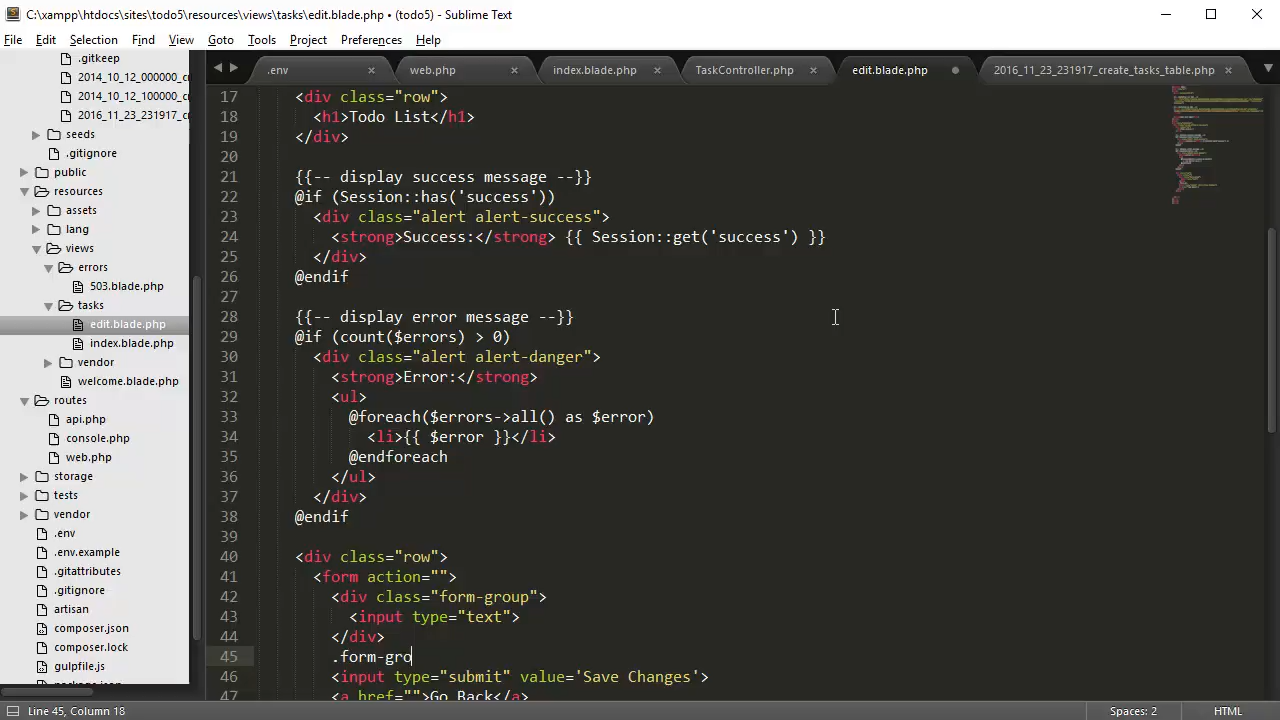 C:\xampp\htdocs\sites\todo5\resources\views\tasks\edit.blade.php • (todo5) - Sublime Text
File Edit Selection Find View Goto Tools Project Preferences Help
.env × web.php × index.blade.php × TaskController.php × edit.blade.php ● 2016_11_23_231917_create_tasks_table.php ×
.gitkeep
2014_10_12_000000_c
2014_10_12_100000_c
2016_11_23_231917_c
seeds
.gitignore
public
resources
assets
lang
views
errors
503.blade.php
tasks
edit.blade.php
index.blade.php
vendor
welcome.blade.php
routes
api.php
console.php
web.php
storage
tests
vendor
.env
.env.example
.gitattributes
.gitignore
artisan
composer.json
composer.lock
gulpfile.js
package.json
17 <div class="row">
18 <h1>Todo List</h1>
19 </div>
20
21 {{-- display success message --}}
22 @if (Session::has('success'))
23 <div class="alert alert-success">
24 <strong>Success:</strong> {{ Session::get('success') }}
25 </div>
26 @endif
27
28 {{-- display error message --}}
29 @if (count($errors) > 0)
30 <div class="alert alert-danger">
31 <strong>Error:</strong>
32 <ul>
33 @foreach($errors->all() as $error)
34 <li>{{ $error }}</li>
35 @endforeach
36 </ul>
37 </div>
38 @endif
39
40 <div class="row">
41 <form action="">
42 <div class="form-group">
43 <input type="text">
44 </div>
45 .form-gro
46 <input type="submit" value='Save Changes'>
47 <a href="">Go Back</a>
Line 45, Column 18 Spaces: 2 HTML